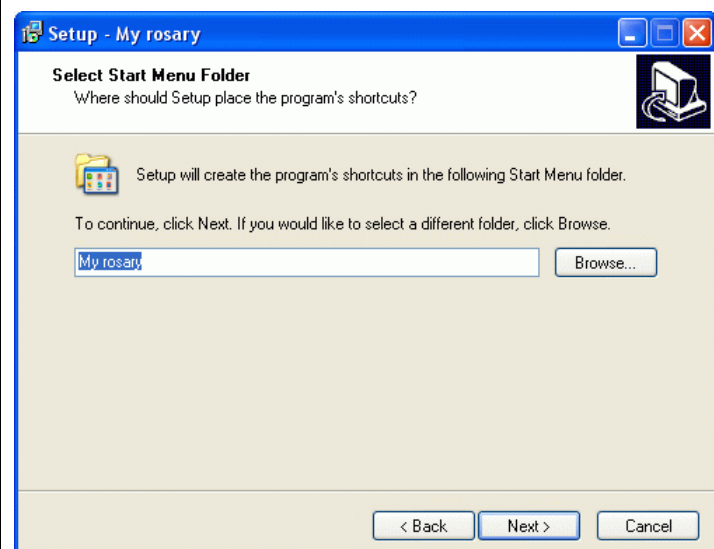 Setup - My rosary
Select Start Menu Folder
Where should Setup place the program's shortcuts?
Setup will create the program's shortcuts in the following Start Menu folder.
To continue, click Next. If you would like to select a different folder, click Browse.
My rosary
Browse...
< Back
Next >
Cancel